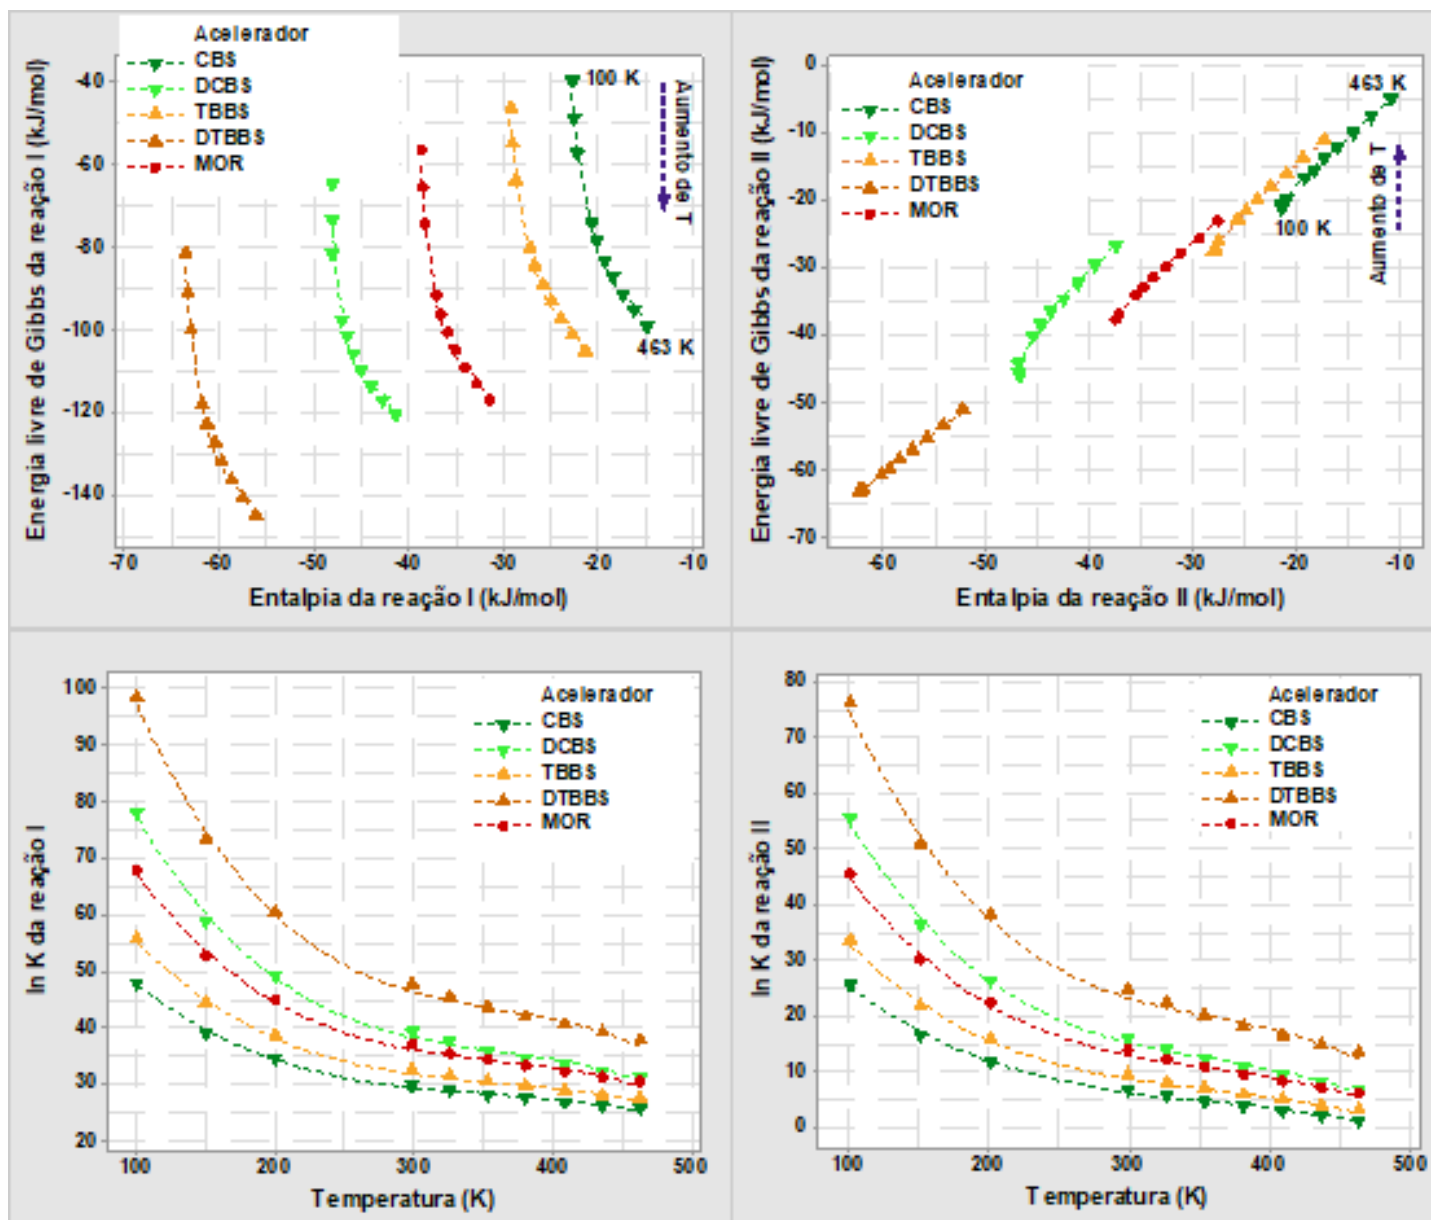 Energia livre de Gibbs da reação I (kJ/mol)
Acelerador
CBS
DCBS
TBBS
DTBBS
MOR
-40
-60
-80
-100
-120
-140
100 K
463 K
Aumento de T
-70
-60
-50
-40
-30
-20
-10
Entalpia da reação I (kJ/mol)
Energia livre de Gibbs da reação II (kJ/mol)
0
-10
-20
-30
-40
-50
-60
-70
Acelerador
CBS
DCBS
TBBS
DTBBS
MOR
463 K
100 K
Aumento de T
-60
-50
-40
-30
-20
-10
Entalpia da reação II (kJ/mol)
ln K da reação I
100
90
80
70
60
50
40
30
20
Acelerador
CBS
DCBS
TBBS
DTBBS
MOR
100
200
300
400
500
Temperatura (K)
ln K da reação II
80
70
60
50
40
30
20
10
0
Acelerador
CBS
DCBS
TBBS
DTBBS
MOR
100
200
300
400
500
Temperatura (K)